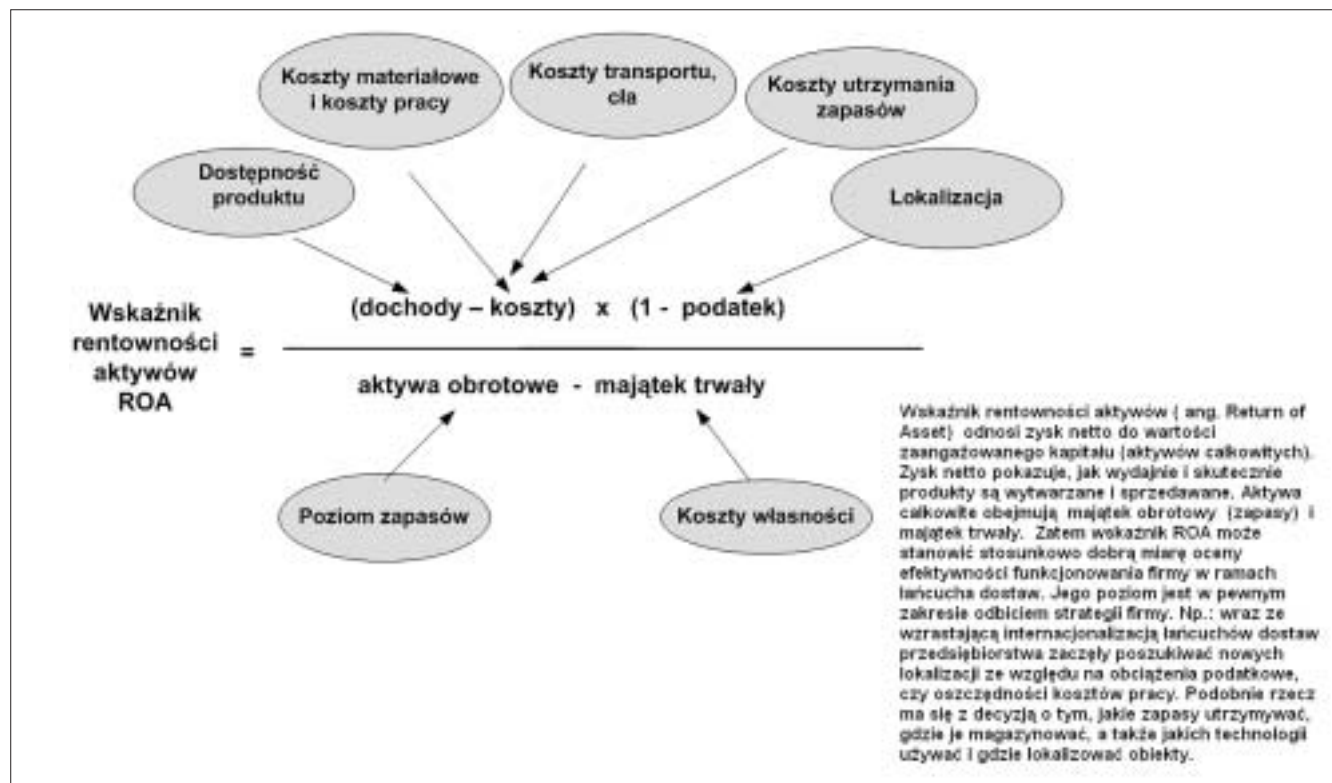 Koszty materiałowe
i koszty pracy
Koszty transportu,
cła
Koszty utrzymania
zapasów
Dostępność
produktu
Lokalizacja
Wskaźnik
rentowności
aktywów
ROA
=
(dochody – koszty) x (1 - podatek)
aktywa obrotowe - majątek trwały
Poziom zapasów
Koszty własności
Wskaźnik rentowności aktywów ( ang. Return of
Asset) odnosi zysk netto do wartości
zaangażowanego kapitału (aktywów całkowitych).
Zysk netto pokazuje, jak wydajnie i skutecznie
produkty są wytwarzane i sprzedawane. Aktywa
całkowite obejmują majątek obrotowy (zapasy) i
majątek trwały. Zatem wskaźnik ROA może
stanowić stosunkowo dobrą miarę oceny
efektywności funkcjonowania firmy w ramach
łańcucha dostaw. Jego poziom jest w pewnym
zakresie odbiciem strategii firmy. Np.: wraz ze
wzrastającą internacjonalizacją łańcuchów dostaw
przedsiębiorstwa zaczęły poszukiwać nowych
lokalizacji ze względu na obciążenia podatkowe,
czy oszczędności kosztów pracy. Podobnie rzecz
ma się z decyzją o tym, jakie zapasy utrzymywać,
gdzie je magazynować, a także jakich technologii
używać i gdzie lokalizować obiekty.